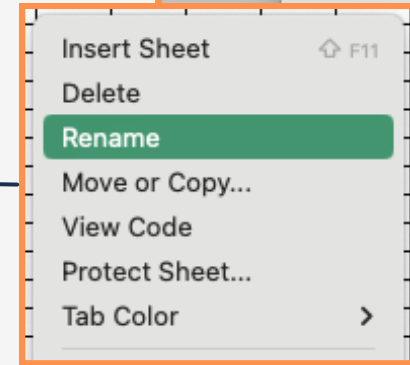 Insert Sheet ⇧ F11
Delete
Rename
Move or Copy...
View Code
Protect Sheet...
Tab Color